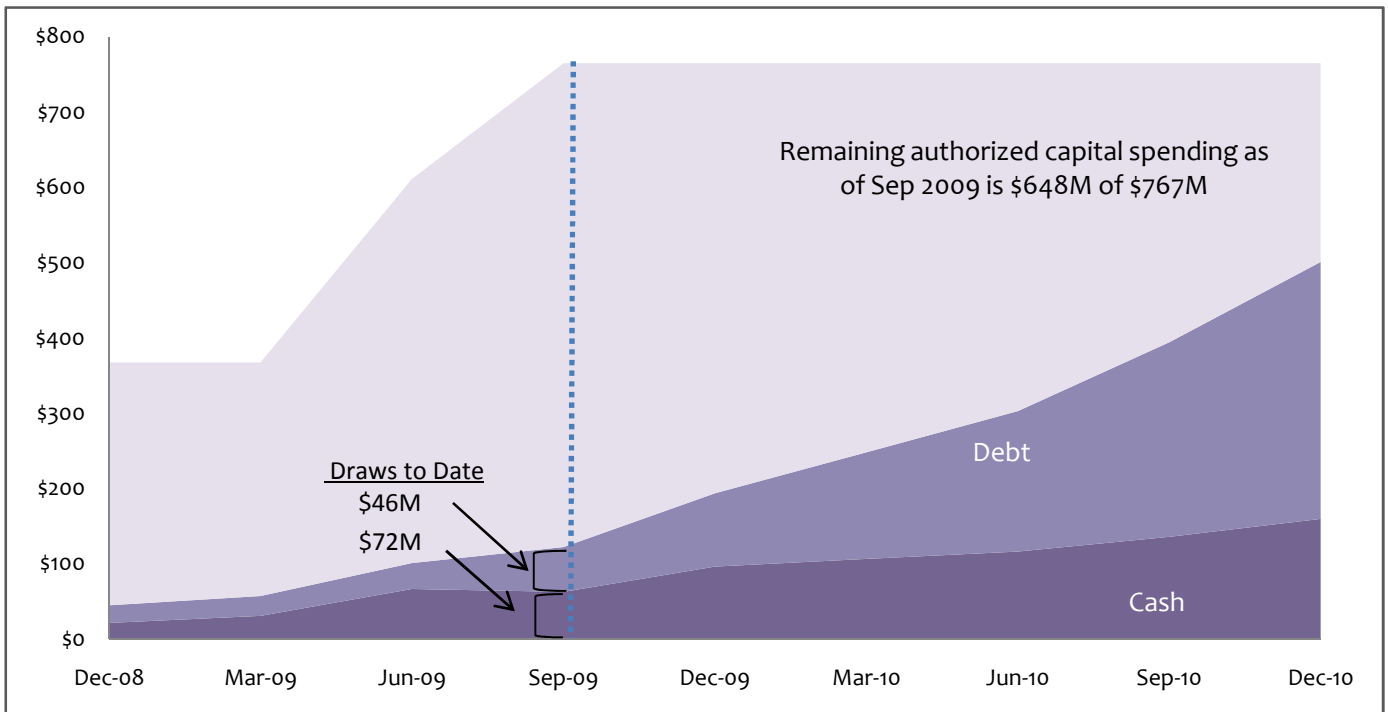 $800
$700
$600
$500
$400
$300
$200
$100
$0
Remaining authorized capital spending as
of Sep 2009 is $648M of $767M
Draws to Date
$46M
$72M
Debt
Cash
Dec-08 Mar-09 Jun-09 Sep-09 Dec-09 Mar-10 Jun-10 Sep-10 Dec-10